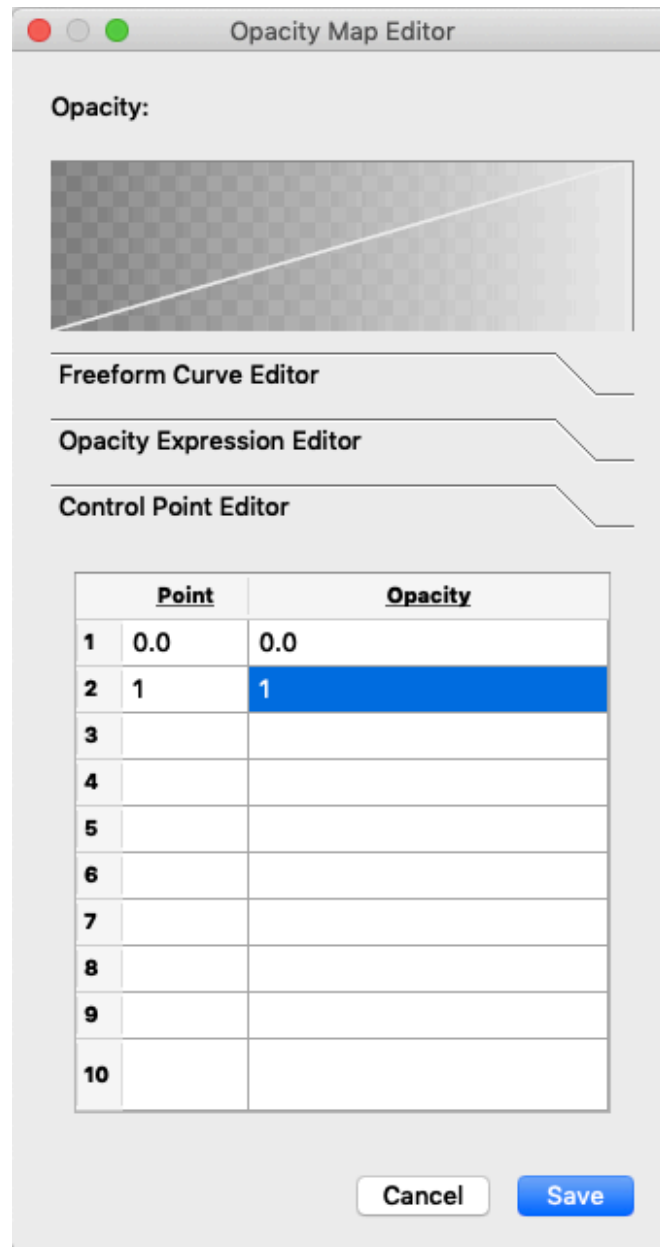 Opacity Map Editor
Opacity:
Freeform Curve Editor
Opacity Expression Editor
Control Point Editor
Point Opacity
1 0.0 0.0
2 1 1
3
4
5
6
7
8
9
10
Cancel Save